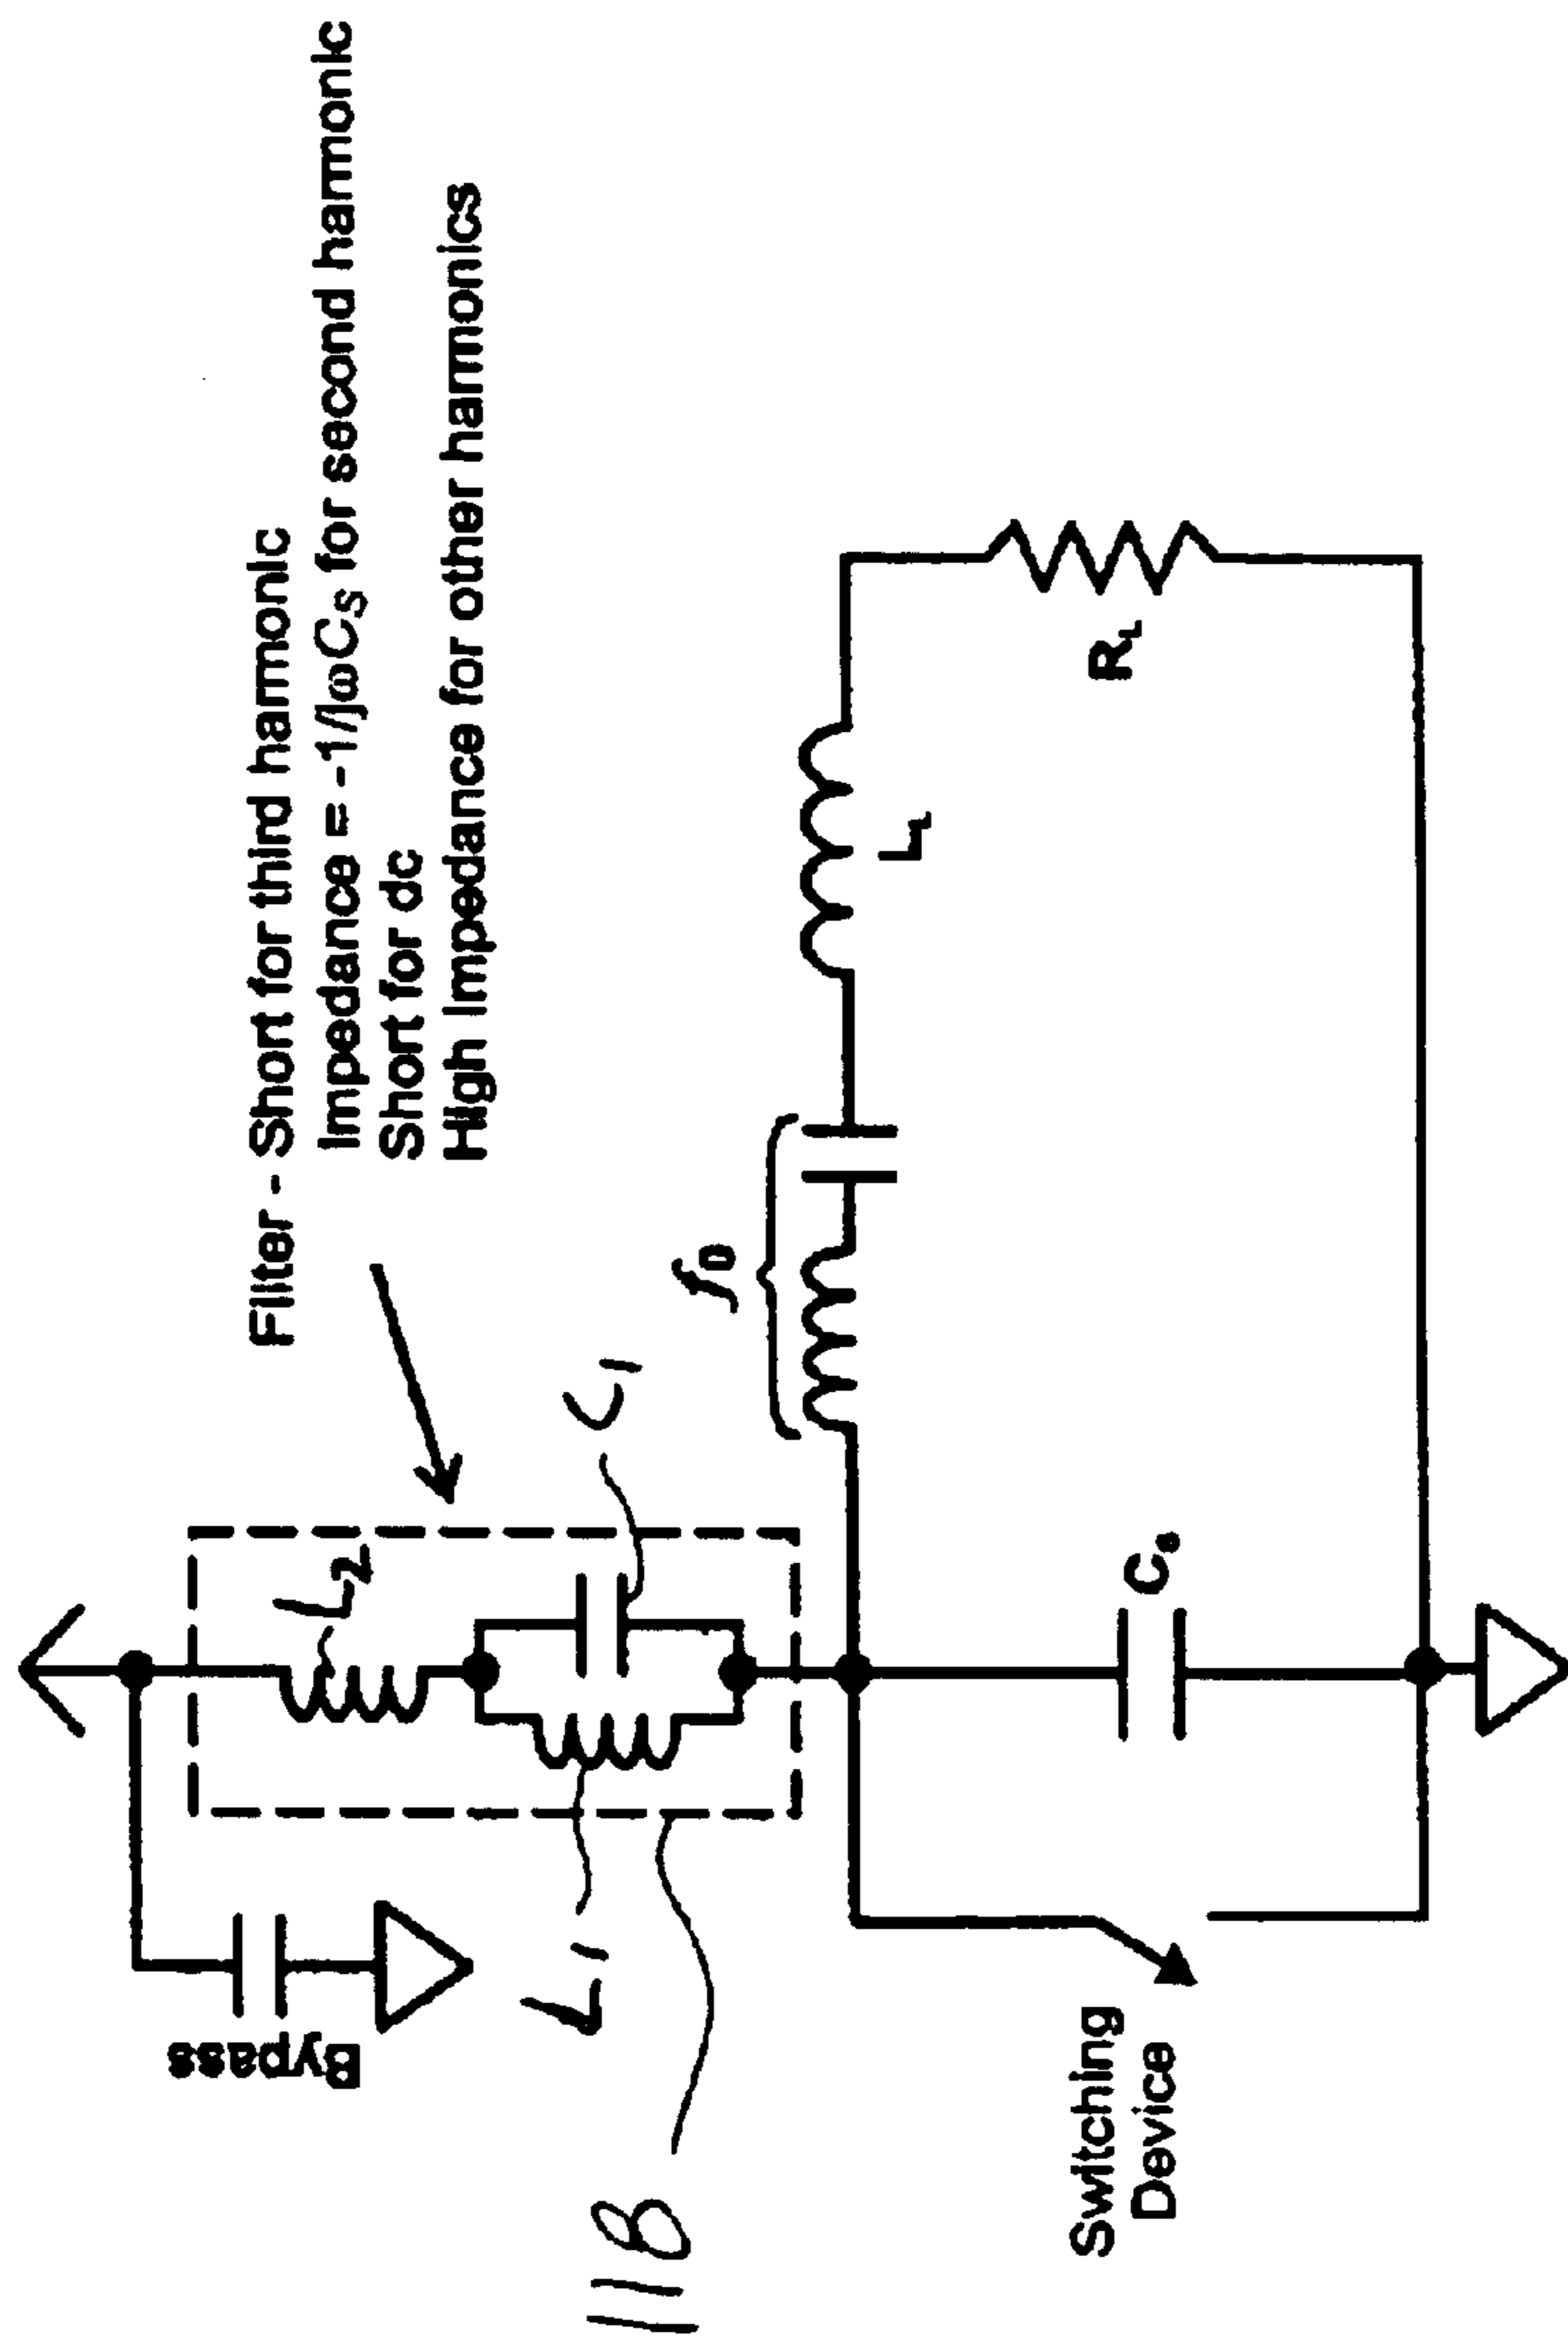 Filter - Short for third harmonic
Impedance = -1/jωCs for second harmonic
Short for dc
High Impedance for other harmonics
Bypass
L2
C1
L1
118
f0
LL
RL
Cs
Switching
Device